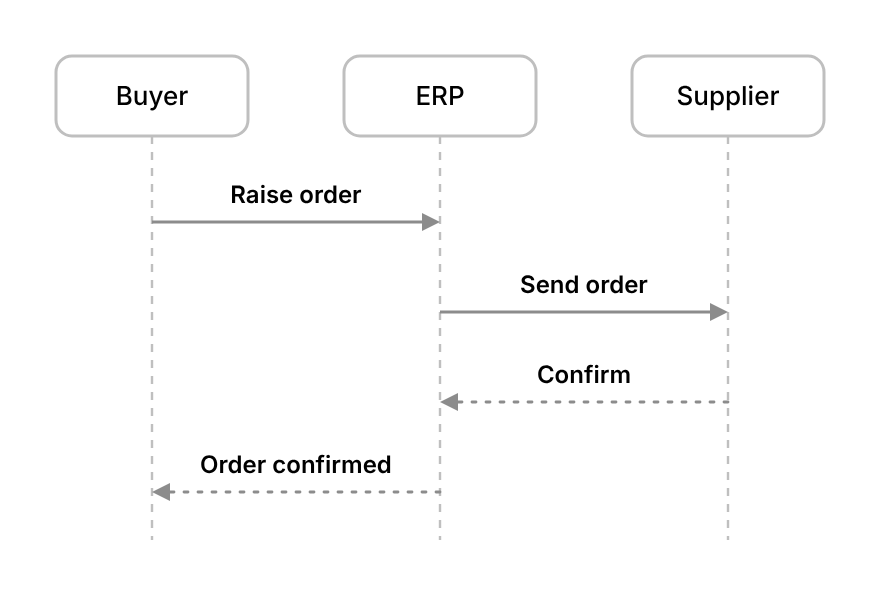 Buyer
ERP
Supplier
Raise order
Send order
Confirm
Order confirmed